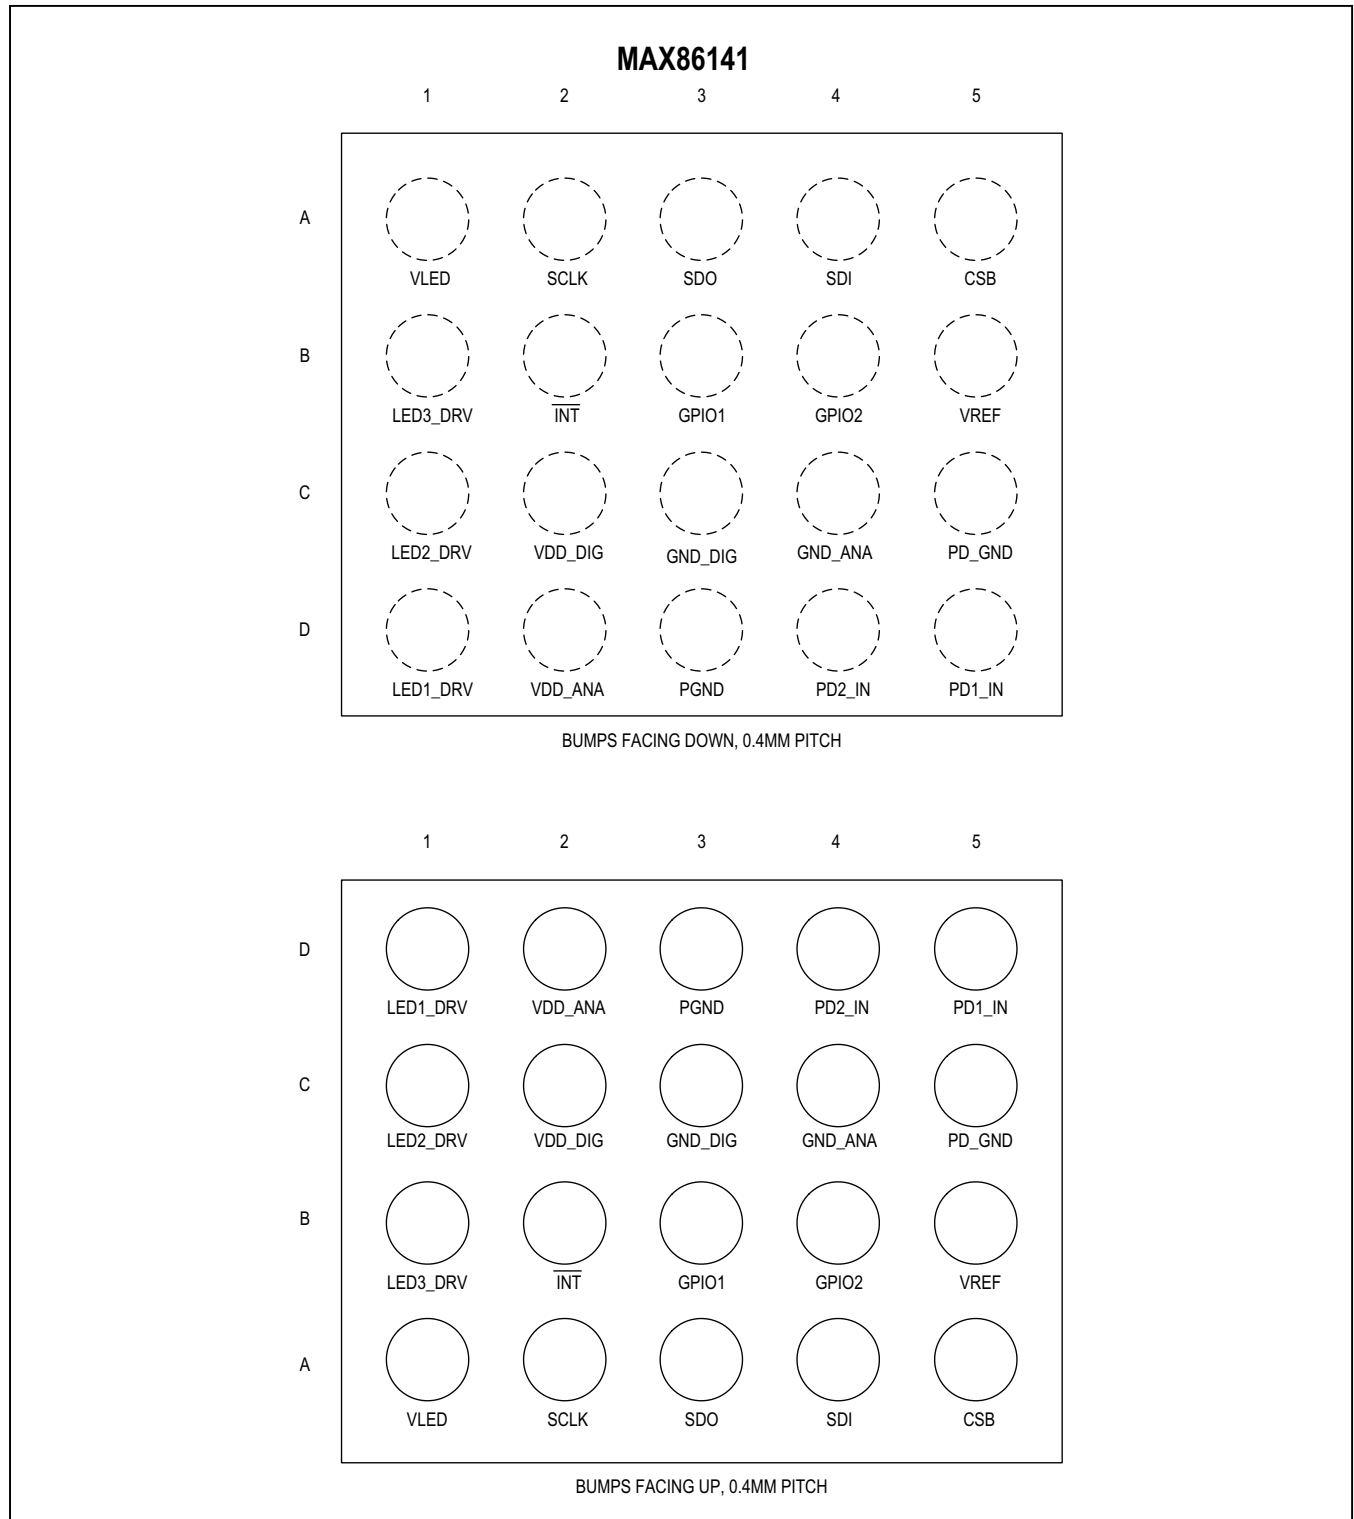 MAX86141
1 2 3 4 5
A
VLED SCLK SDO SDI CSB
B
LED3_DRV INT GPIO1 GPIO2 VREF
C
LED2_DRV VDD_DIG GND_DIG GND_ANA PD_GND
D
LED1_DRV VDD_ANA PGND PD2_IN PD1_IN
BUMPS FACING DOWN, 0.4MM PITCH
1 2 3 4 5
D
LED1_DRV VDD_ANA PGND PD2_IN PD1_IN
C
LED2_DRV VDD_DIG GND_DIG GND_ANA PD_GND
B
LED3_DRV INT GPIO1 GPIO2 VREF
A
VLED SCLK SDO SDI CSB
BUMPS FACING UP, 0.4MM PITCH